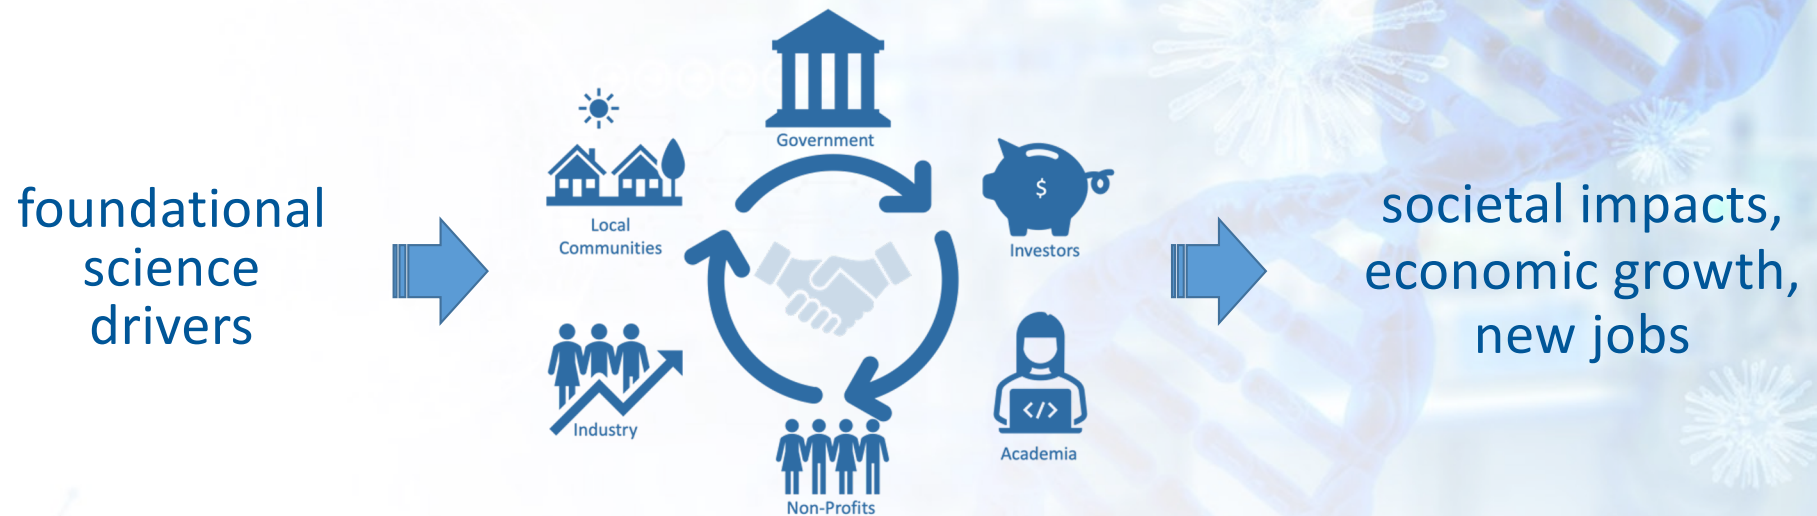 foundational
science
drivers
Government
Local
Communities
$
Investors
Industry
</>
Academia
Non-Profits
societal impacts,
economic growth,
new jobs